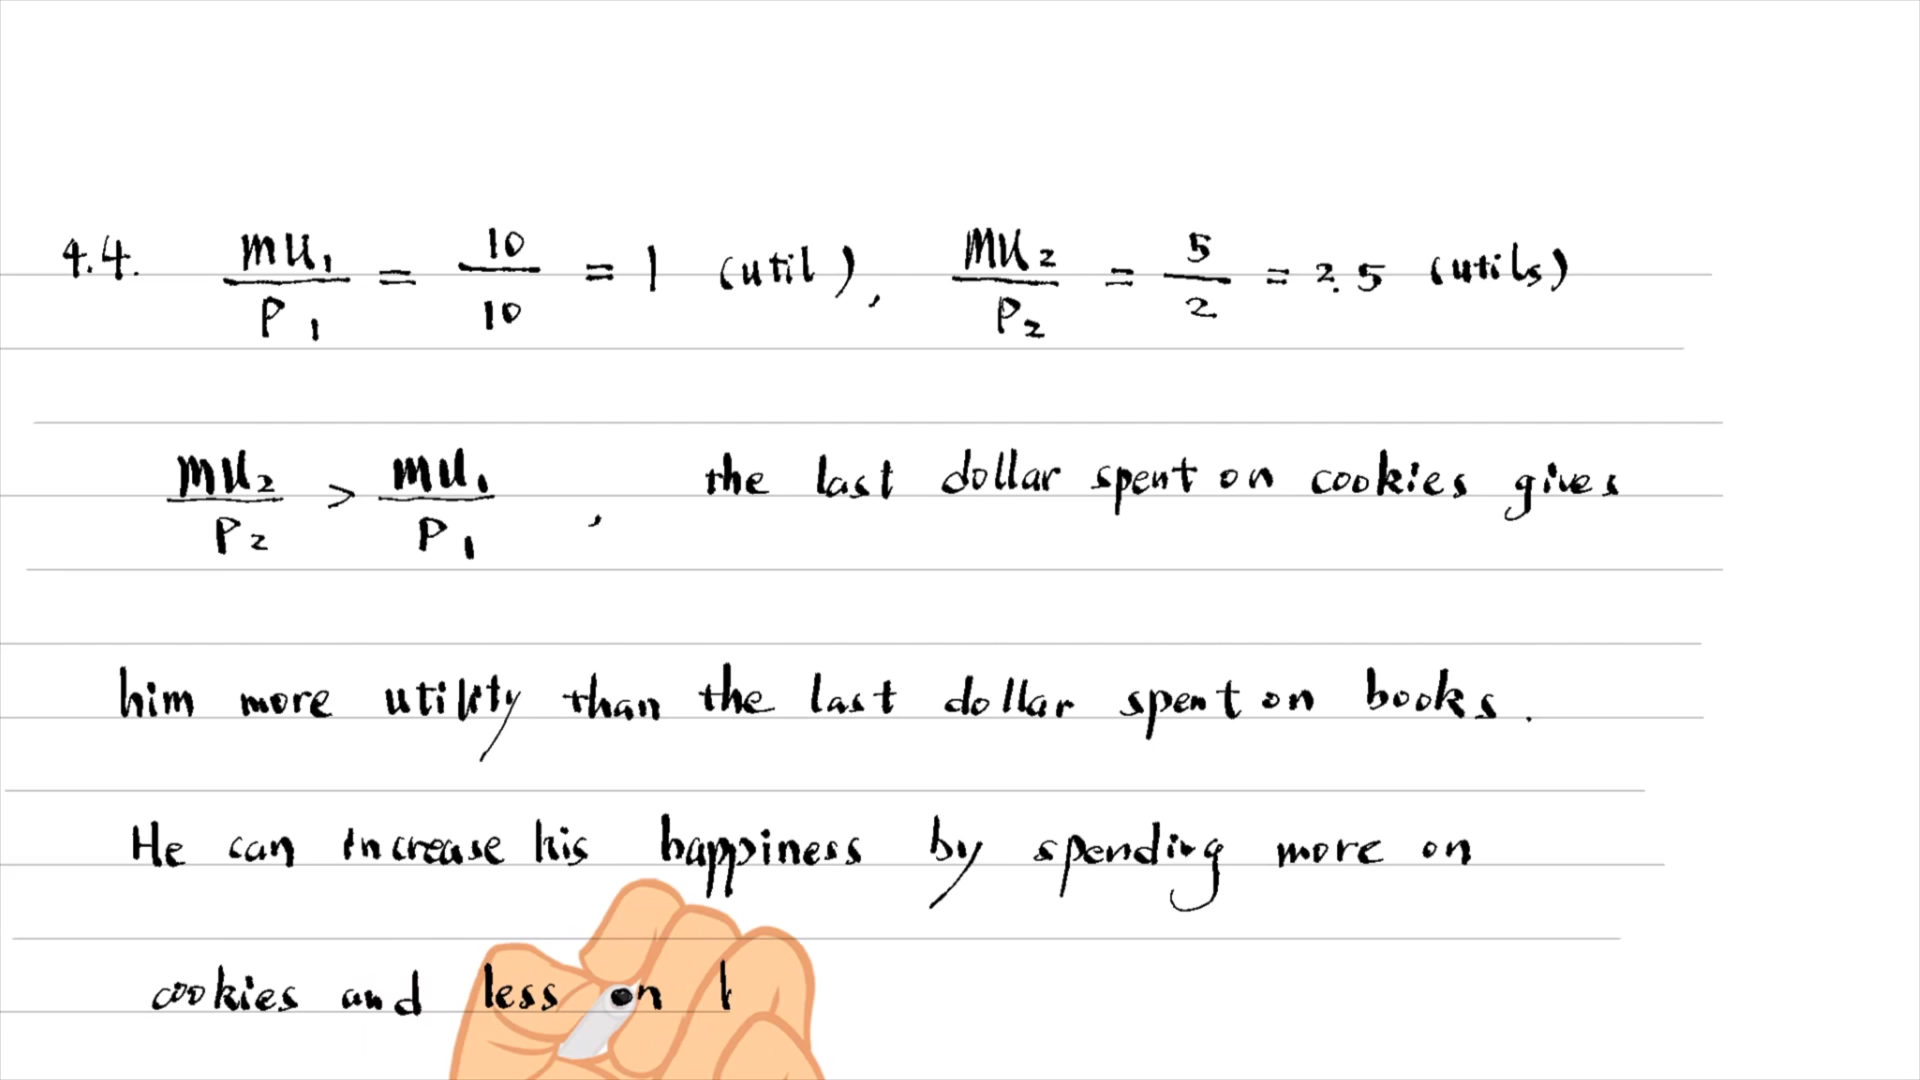 4.4. MU₁/P₁ = 10/10 = 1 (util), MU₂/P₂ = 5/2 = 2.5 (utils)
MU₂/P₂ > MU₁/P₁, the last dollar spent on cookies gives
him more utility than the last dollar spent on books.
He can increase his happiness by spending more on
cookies and less on